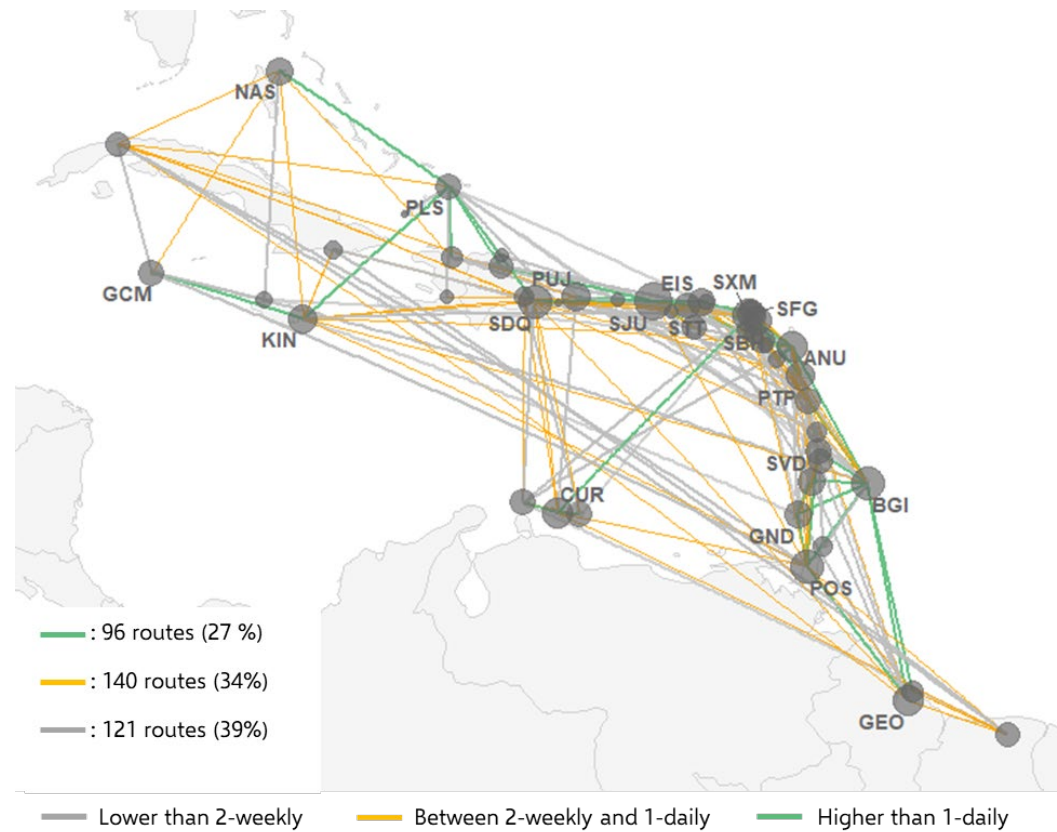 NAS
PLS
GCM
KIN
PUJ
SDQ
EIS
SXM
SJU
STT
SFG
SBH
ANU
PTP
SVD
CUR
BGI
GND
POS
GEO
: 96 routes (27 %)
: 140 routes (34%)
: 121 routes (39%)
Lower than 2-weekly
Between 2-weekly and 1-daily
Higher than 1-daily